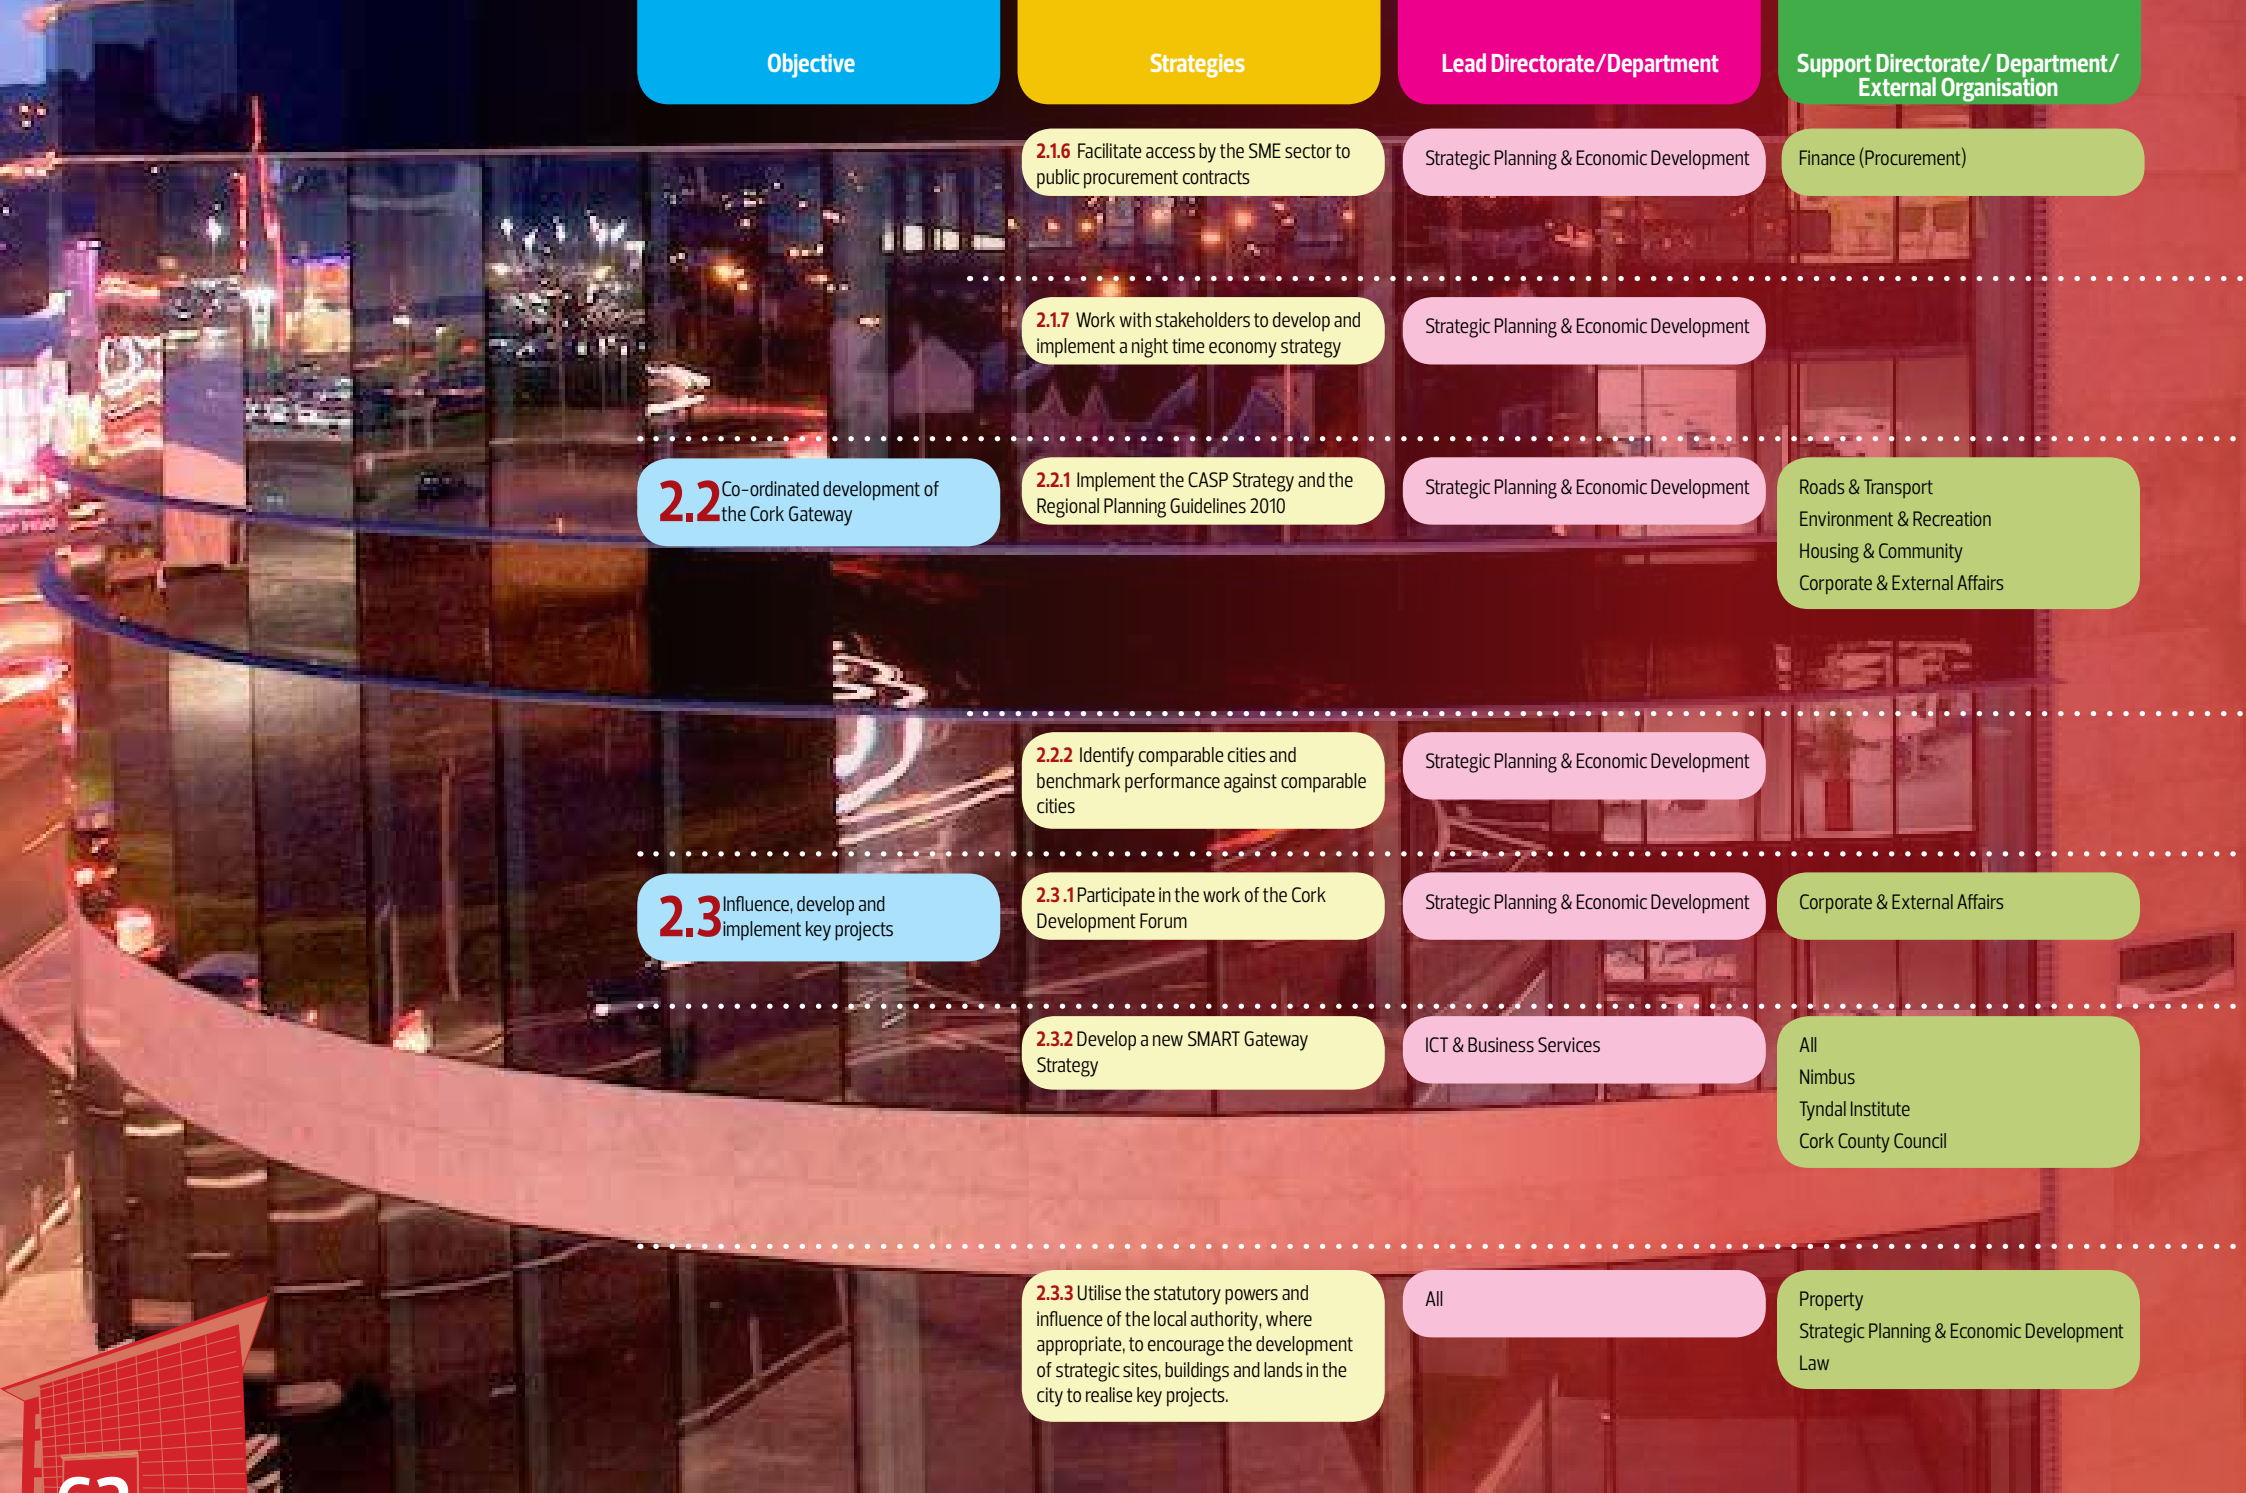 Objective
Strategies
Lead Directorate/Department
Support Directorate/ Department/
External Organisation
2.1.6 Facilitate access by the SME sector to
public procurement contracts
Strategic Planning & Economic Development
Finance (Procurement)
2.1.7 Work with stakeholders to develop and
implement a night time economy strategy
Strategic Planning & Economic Development
2.2 Co-ordinated development of
the Cork Gateway
2.2.1 Implement the CASP Strategy and the
Regional Planning Guidelines 2010
Strategic Planning & Economic Development
Roads & Transport
Environment & Recreation
Housing & Community
Corporate & External Affairs
2.2.2 Identify comparable cities and
benchmark performance against comparable
cities
Strategic Planning & Economic Development
2.3 Influence, develop and
implement key projects
2.3 .1 Participate in the work of the Cork
Development Forum
Strategic Planning & Economic Development
Corporate & External Affairs
2.3.2 Develop a new SMART Gateway
Strategy
ICT & Business Services
All
Nimbus
Tyndal Institute
Cork County Council
2.3.3 Utilise the statutory powers and
influence of the local authority, where
appropriate, to encourage the development
of strategic sites, buildings and lands in the
city to realise key projects.
All
Property
Strategic Planning & Economic Development
Law